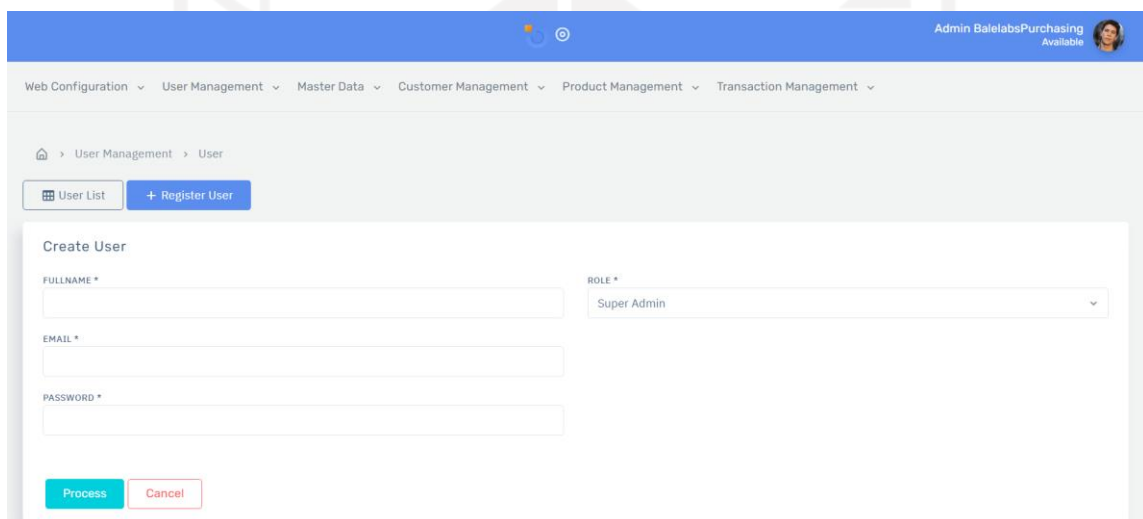 Admin BalelabsPurchasing
Available
Web Configuration User Management Master Data Customer Management Product Management Transaction Management
User Management > User
User List + Register User
Create User
FULLNAME * ROLE *
Super Admin
EMAIL *
PASSWORD *
Process Cancel